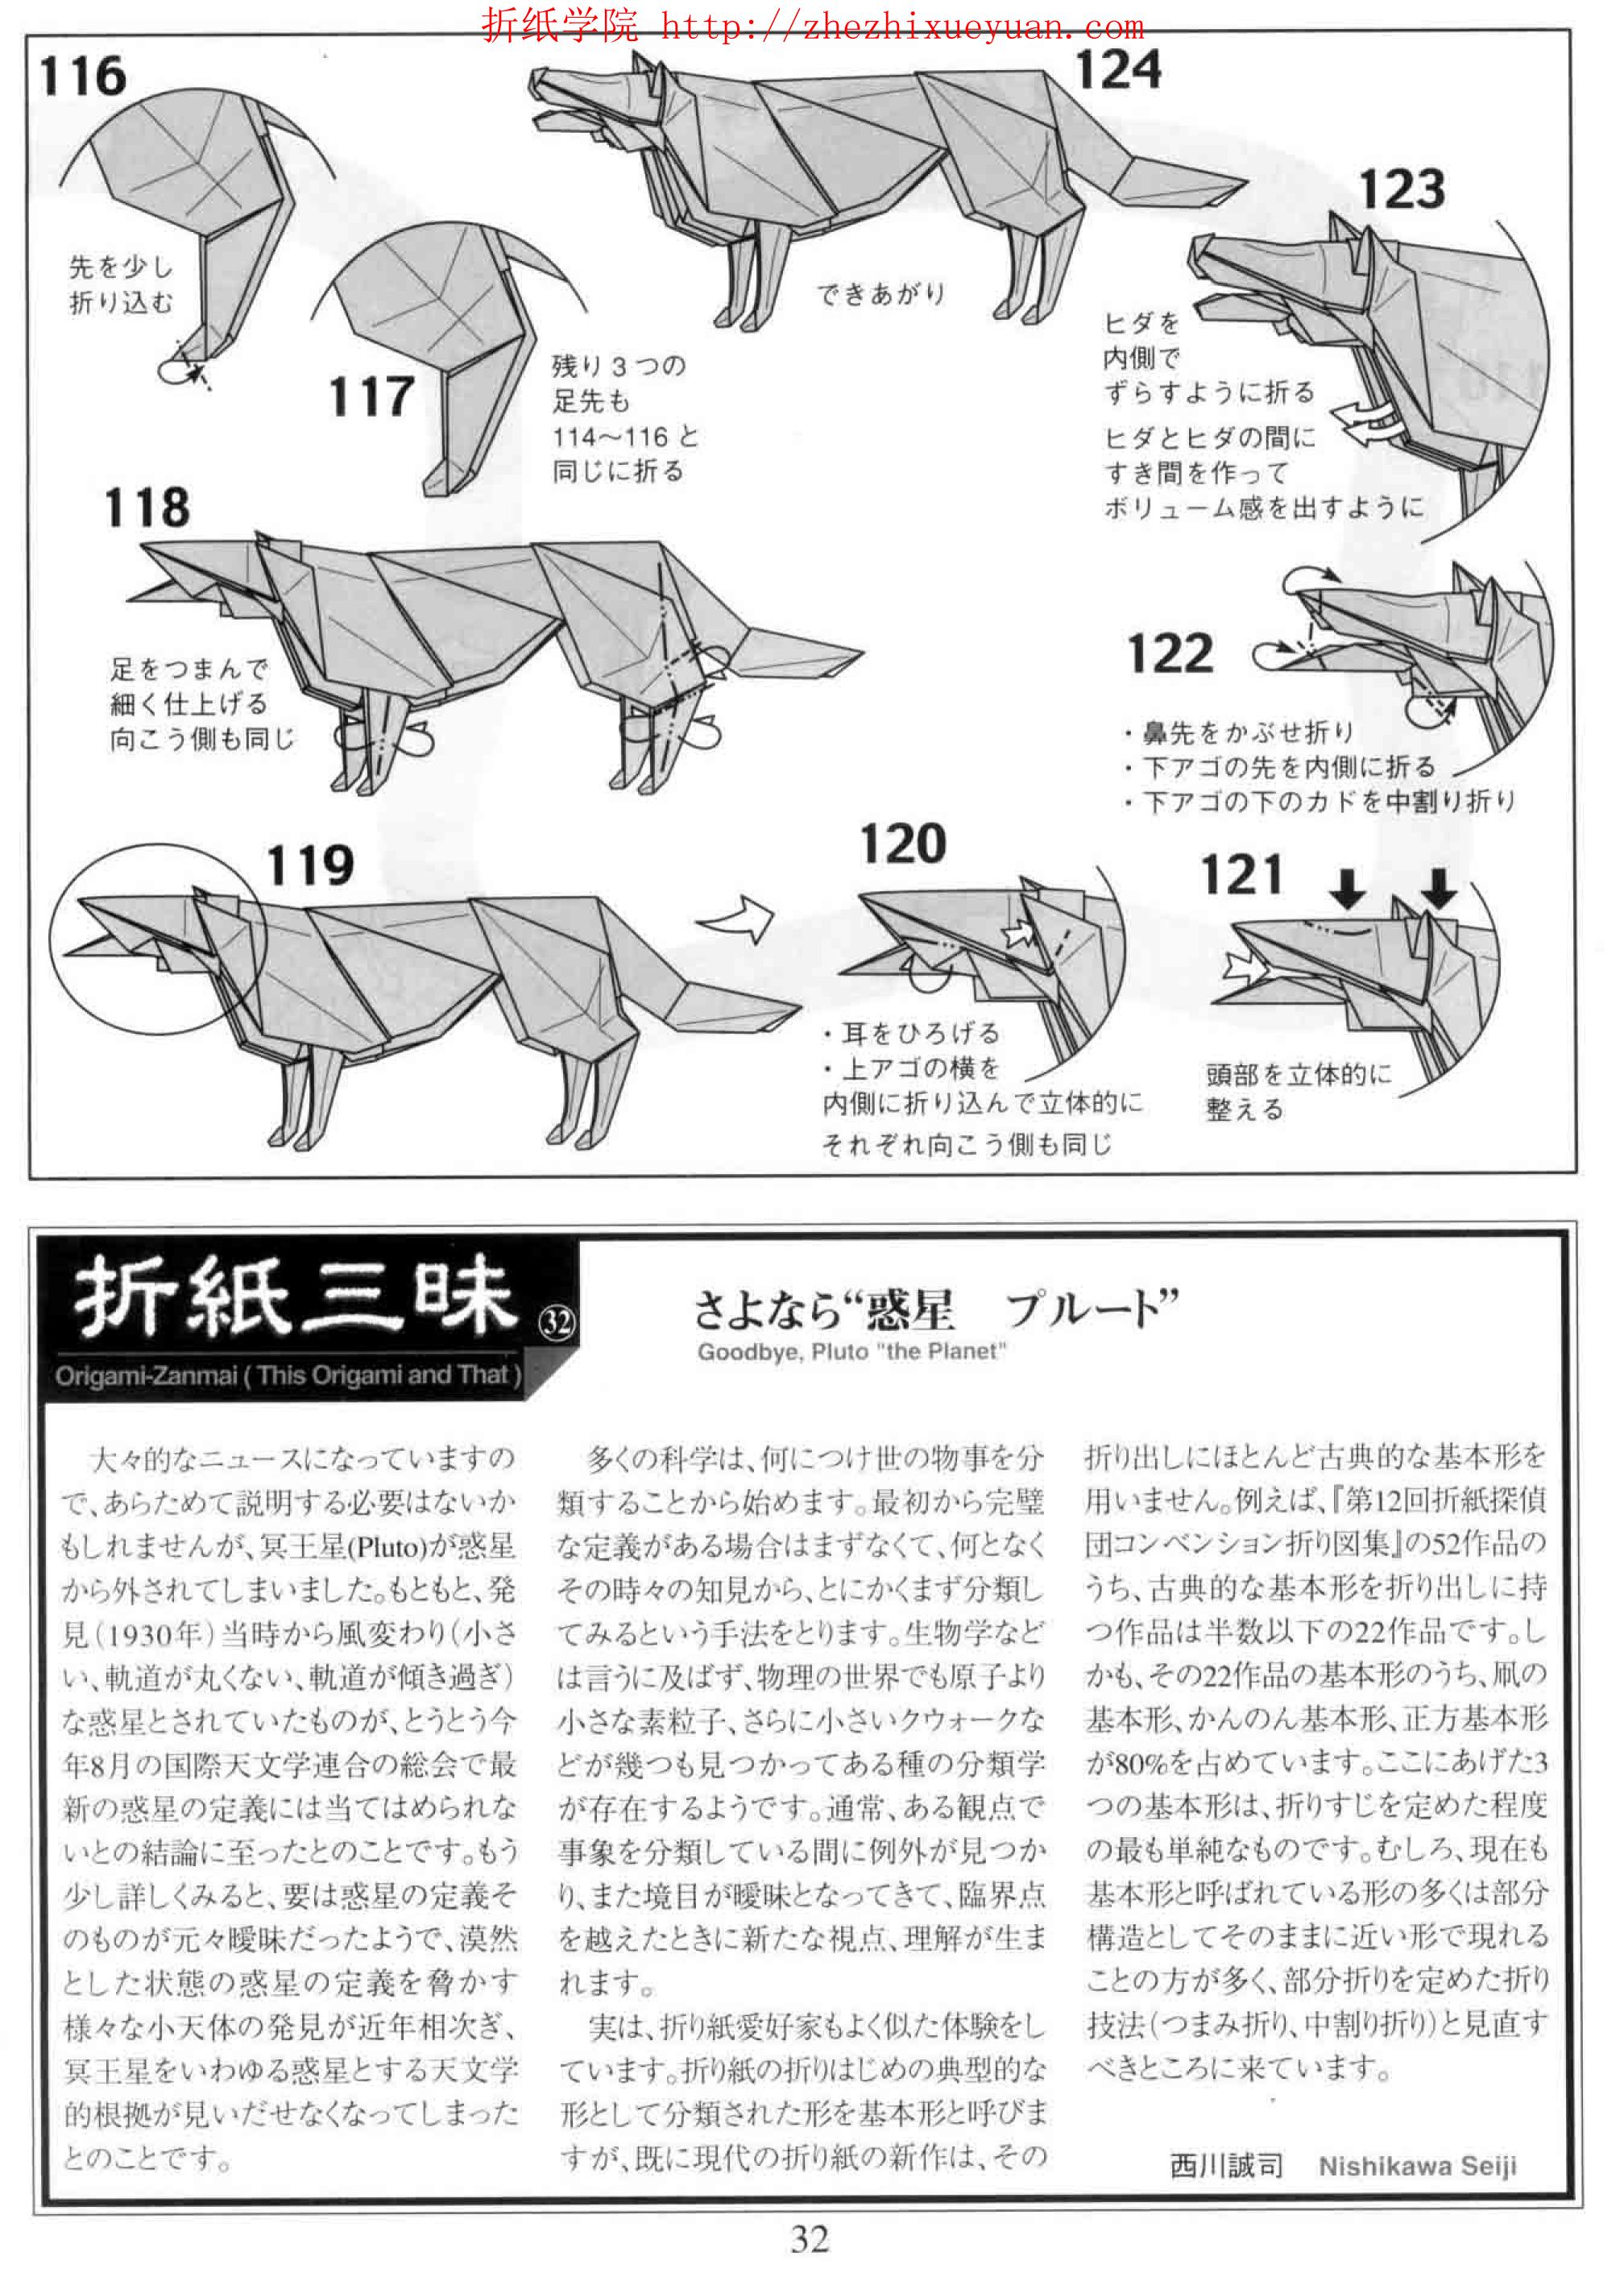 折纸学院 http://zhezhixueyuan.com
116
先を少し
折り込む
117
残り3つの
足先も
114〜116と
同じに折る
124
できあがり
123
ヒダを
内側で
ずらすように折る
ヒダとヒダの間に
すき間を作って
ボリューム感を出すように
118
足をつまんで
細く仕上げる
向こう側も同じ
122
・鼻先をかぶせ折り
・下アゴの先を内側に折る
・下アゴの下のカドを中割り折り
119
120
・耳をひろげる
・上アゴの横を
内側に折り込んで立体的に
それぞれ向こう側も同じ
121
頭部を立体的に
整える
折紙三昧 ㉜
Origami-Zanmai ( This Origami and That )
さよなら“惑星　プルート”
Goodbye, Pluto "the Planet"
大々的なニュースになっていますの
で、あらためて説明する必要はないか
もしれませんが、冥王星(Pluto)が惑星
から外されてしまいました。もともと、発
見（1930年）当時から風変わり（小さ
い、軌道が丸くない、軌道が傾き過ぎ）
な惑星とされていたものが、とうとう今
年8月の国際天文学連合の総会で最
新の惑星の定義には当てはめられな
いとの結論に至ったとのことです。もう
少し詳しくみると、要は惑星の定義そ
のものが元々曖昧だったようで、漠然
とした状態の惑星の定義を脅かす
様々な小天体の発見が近年相次ぎ、
冥王星をいわゆる惑星とする天文学
的根拠が見いだせなくなってしまった
とのことです。
多くの科学は、何につけ世の物事を分
類することから始めます。最初から完璧
な定義がある場合はまずなくて、何となく
その時々の知見から、とにかくまず分類し
てみるという手法をとります。生物学など
は言うに及ばず、物理の世界でも原子より
小さな素粒子、さらに小さいクウォークな
どが幾つも見つかってある種の分類学
が存在するようです。通常、ある観点で
事象を分類している間に例外が見つか
り、また境目が曖昧となってきて、臨界点
を越えたときに新たな視点、理解が生ま
れます。
実は、折り紙愛好家もよく似た体験をし
ています。折り紙の折りはじめの典型的な
形として分類された形を基本形と呼びま
すが、既に現代の折り紙の新作は、その
折り出しにほとんど古典的な基本形を
用いません。例えば、『第12回折紙探偵
団コンベンション折り図集』の52作品の
うち、古典的な基本形を折り出しに持
つ作品は半数以下の22作品です。し
かも、その22作品の基本形のうち、凧の
基本形、かんのん基本形、正方基本形
が80%を占めています。ここにあげた3
つの基本形は、折りすじを定めた程度
の最も単純なものです。むしろ、現在も
基本形と呼ばれている形の多くは部分
構造としてそのままに近い形で現れる
ことの方が多く、部分折りを定めた折り
技法（つまみ折り、中割り折り）と見直す
べきところに来ています。
西川誠司　Nishikawa Seiji
32